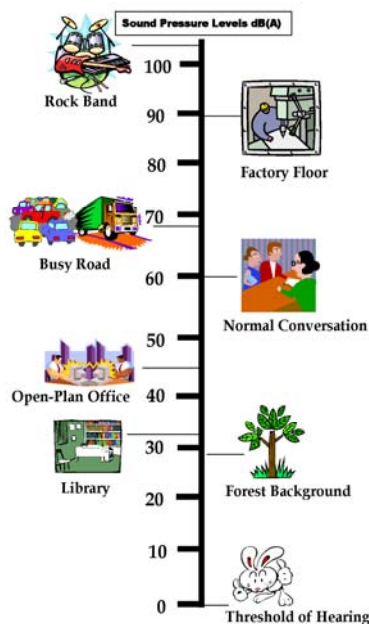 Sound Pressure Levels dB(A)
100
Rock Band
90
80
Factory Floor
70
Busy Road
60
Normal Conversation
50
Open-Plan Office
40
30
Library
Forest Background
20
10
0
Threshold of Hearing